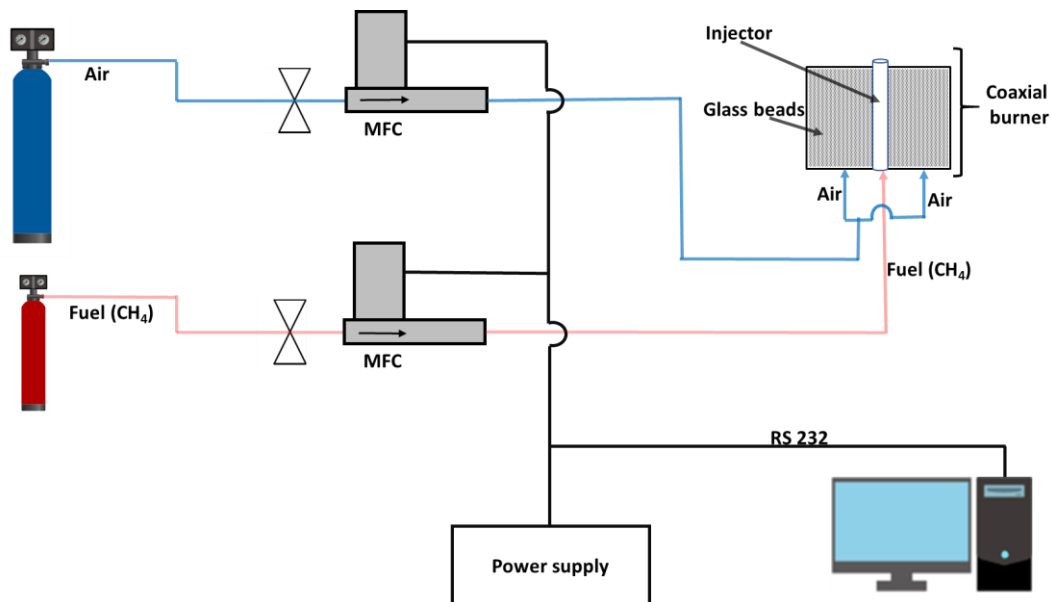 Injector
Air
Coaxial
burner
Glass beads
MFC
Air
Air
Fuel (CH₄)
Fuel (CH₄)
MFC
RS 232
Power supply